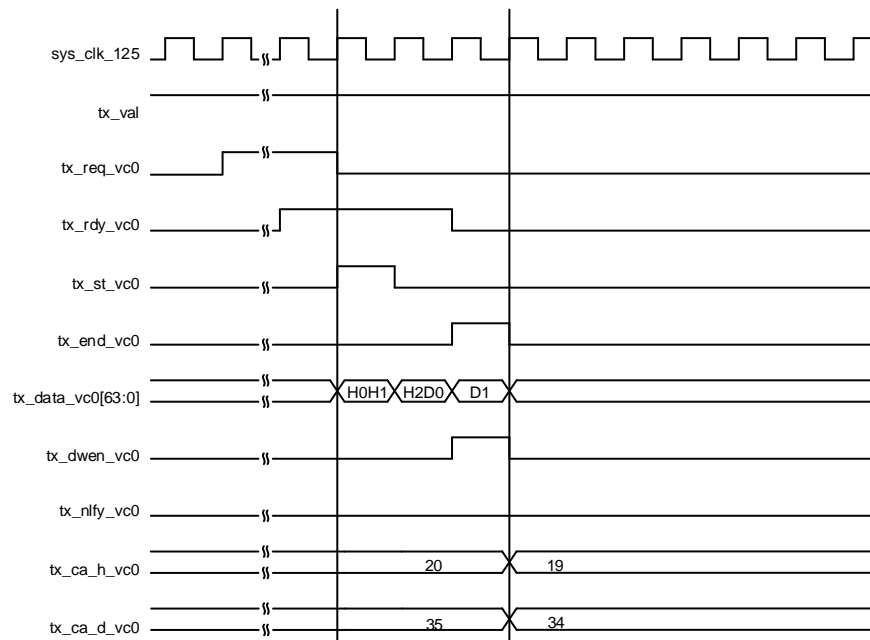 sys_clk_125
tx_val
tx_req_vc0
tx_rdy_vc0
tx_st_vc0
tx_end_vc0
tx_data_vc0[63:0] H0H1 H2D0 D1
tx_dwen_vc0
tx_nlfy_vc0
tx_ca_h_vc0 20 19
tx_ca_d_vc0 35 34